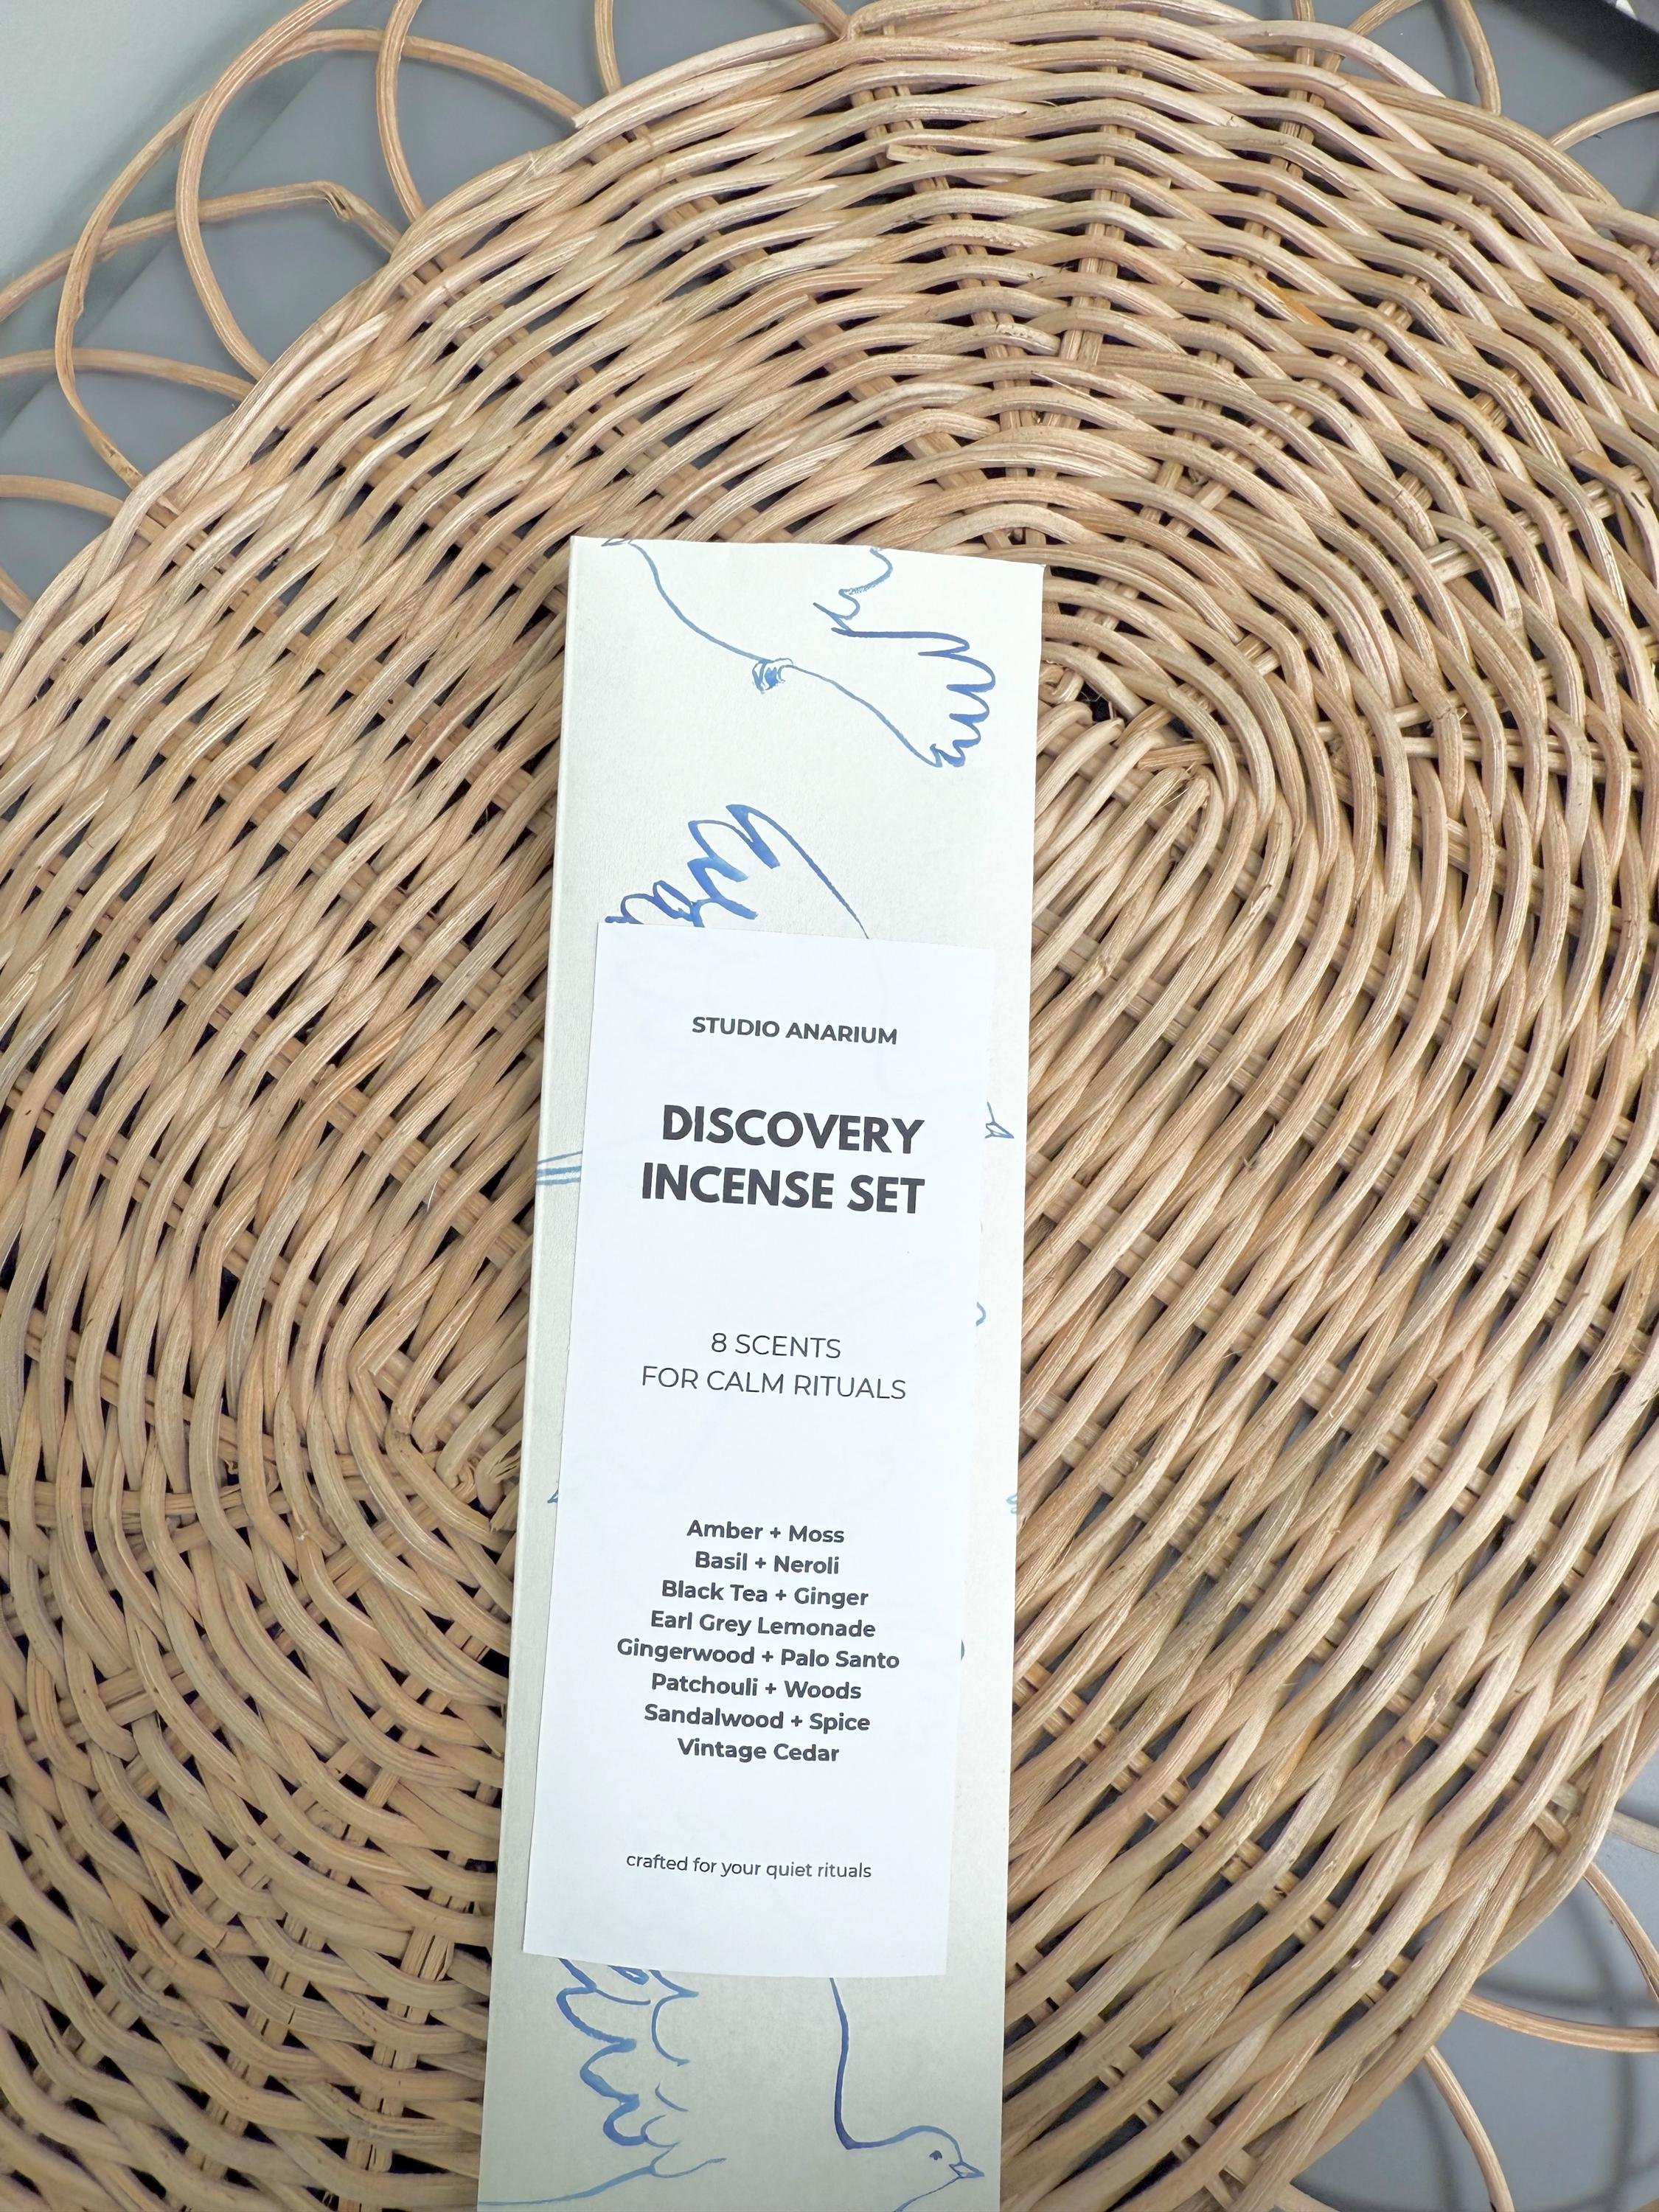 STUDIO ANARIUM
DISCOVERY
INCENSE SET
8 SCENTS
FOR CALM RITUALS
Amber + Moss
Basil + Neroli
Black Tea + Ginger
Earl Grey Lemonade
Gingerwood + Palo Santo
Patchouli + Woods
Sandalwood + Spice
Vintage Cedar
crafted for your quiet rituals